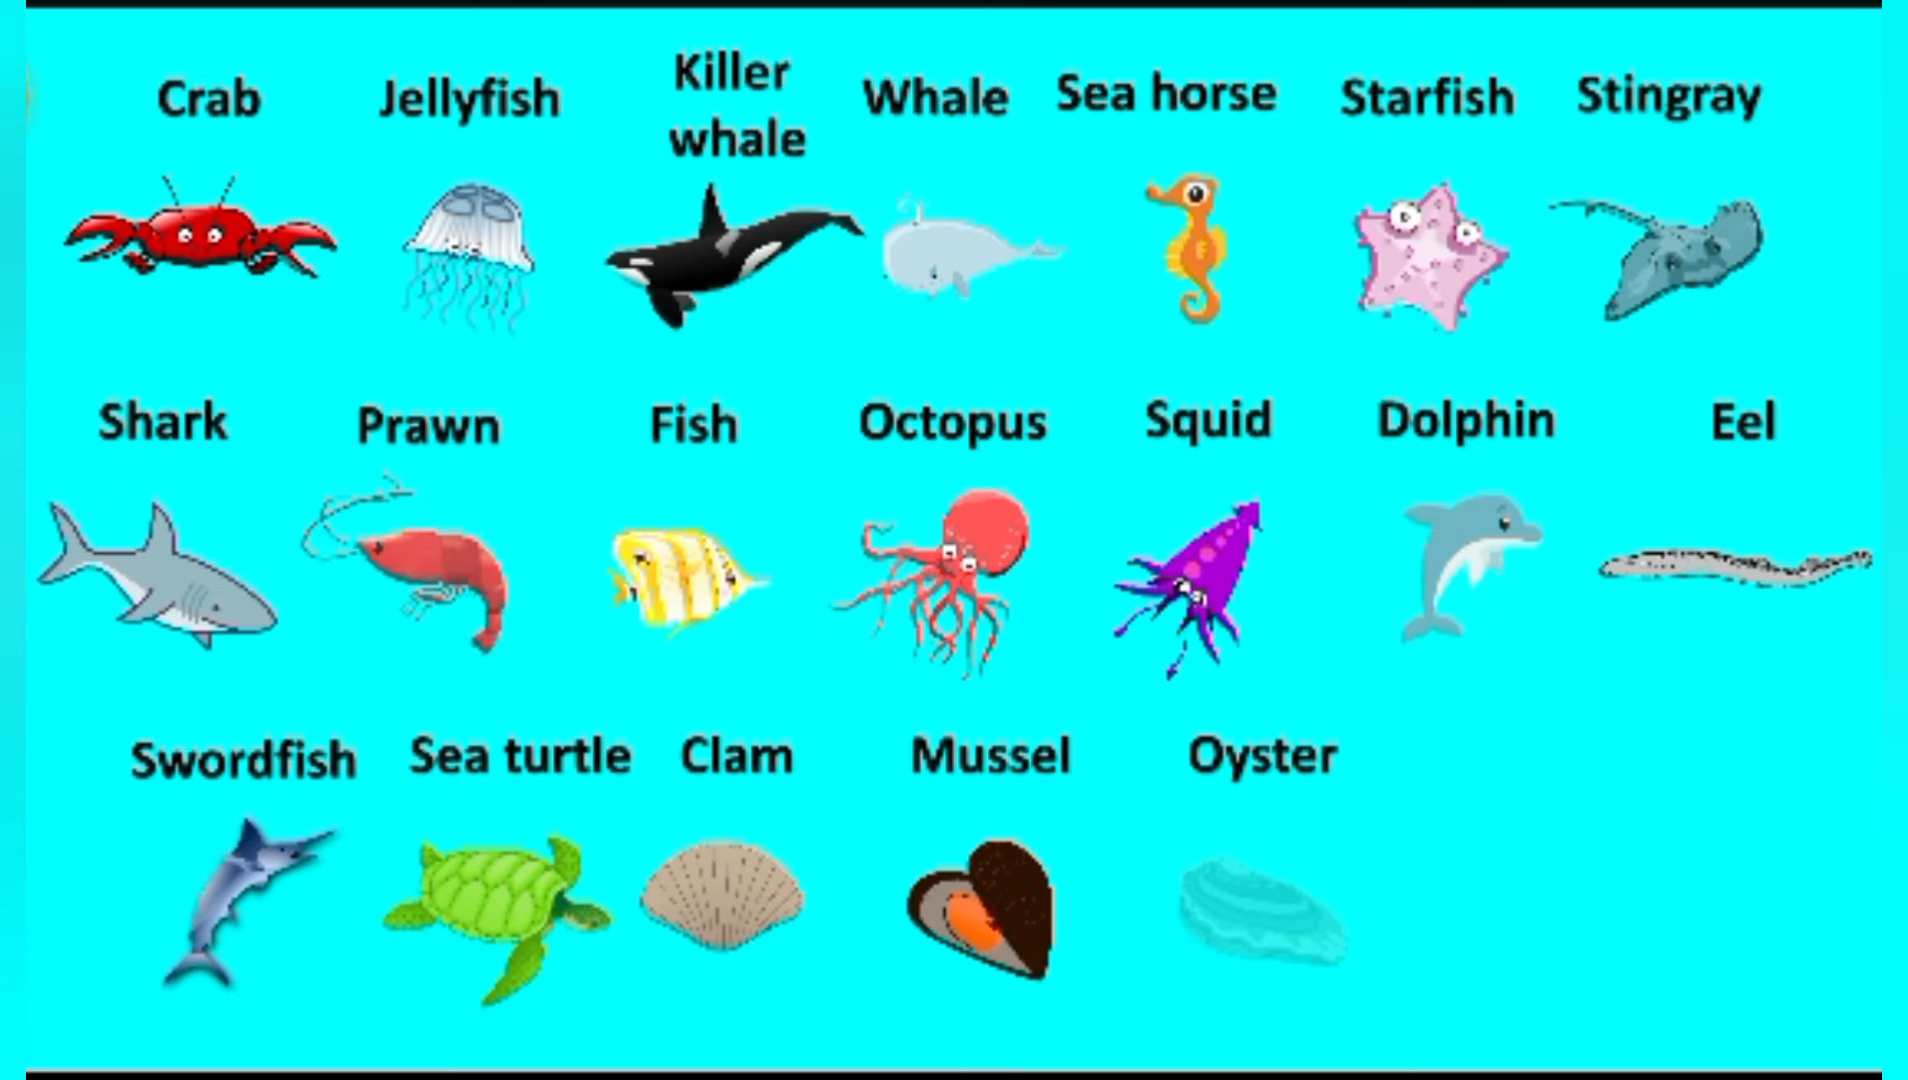 Crab Jellyfish Killer whale Whale Sea horse Starfish Stingray
Shark Prawn Fish Octopus Squid Dolphin Eel
Swordfish Sea turtle Clam Mussel Oyster